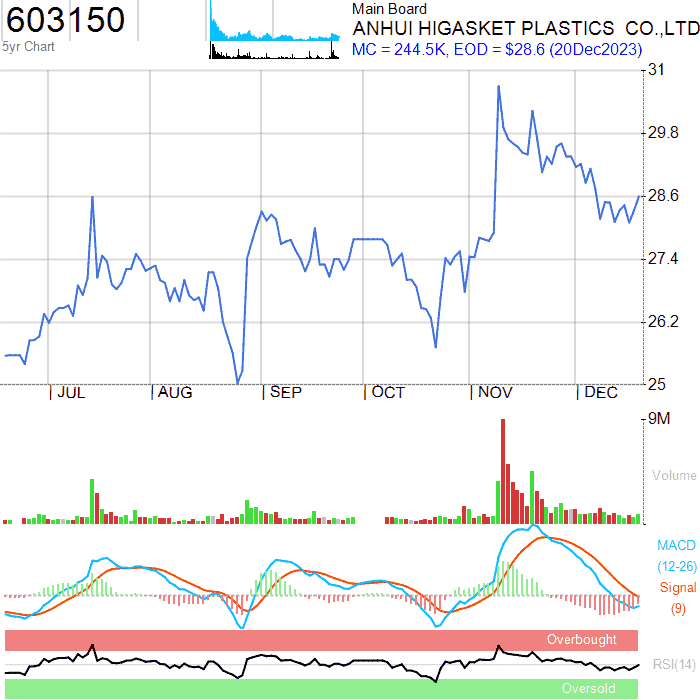 603150
5yr Chart
Main Board
ANHUI HIGASKET PLASTICS CO.,LTD
MC = 244.5K, EOD = $28.6 (20Dec2023)
31
29.8
28.6
27.4
26.2
25
JUL AUG SEP OCT NOV DEC
9M
Volume
MACD
(12-26)
Signal
(9)
Overbought
RSI(14)
Oversold